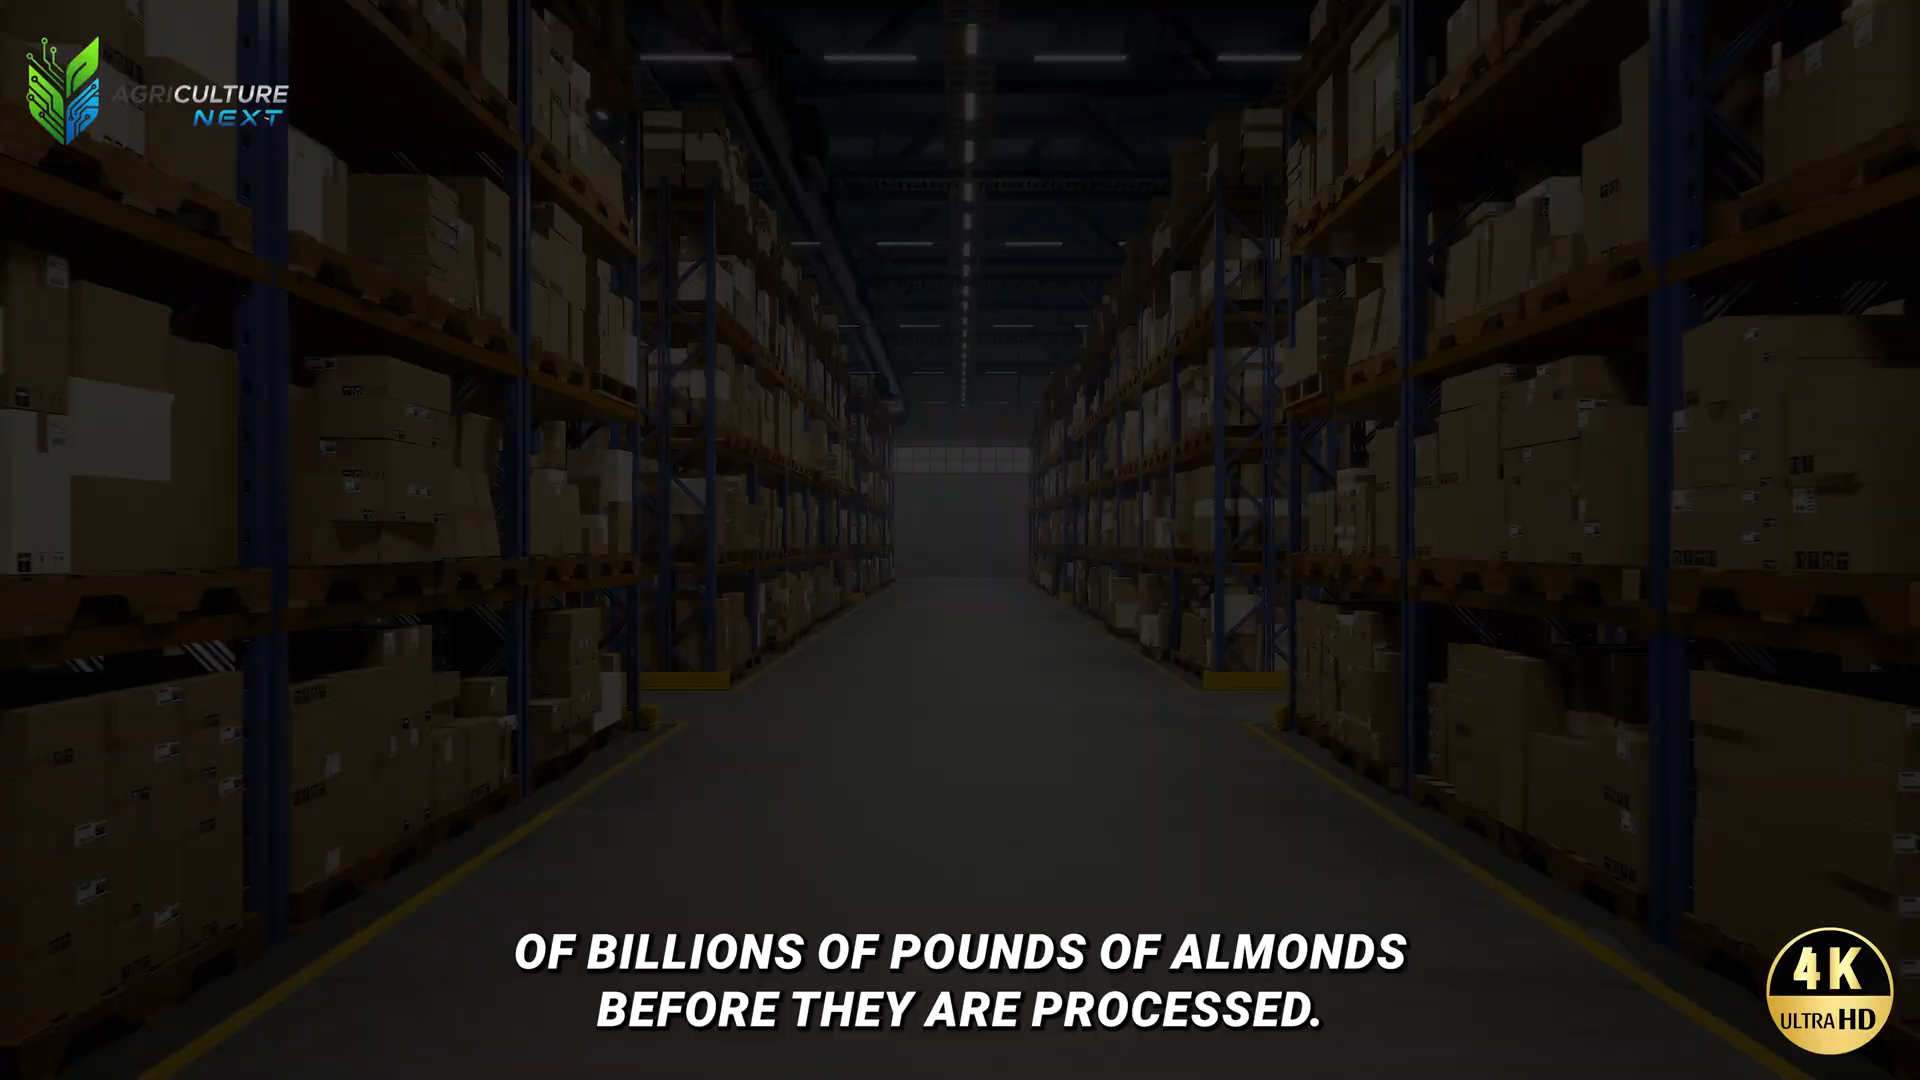 AGRICULTURE
NEXT
OF BILLIONS OF POUNDS OF ALMONDS
BEFORE THEY ARE PROCESSED.
4K
ULTRA HD